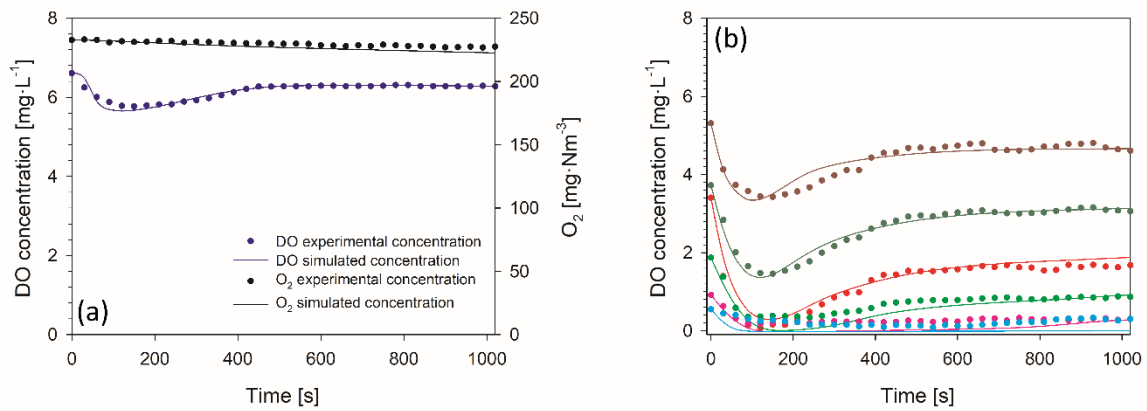 (a)
8
6
4
2
0
DO concentration [mg·L⁻¹]
250
200
150
100
50
0
O₂ [mg·Nm⁻³]
DO experimental concentration
DO simulated concentration
O₂ experimental concentration
O₂ simulated concentration
0 200 400 600 800 1000
Time [s]
(b)
8
6
4
2
0
DO concentration [mg·L⁻¹]
0 200 400 600 800 1000
Time [s]